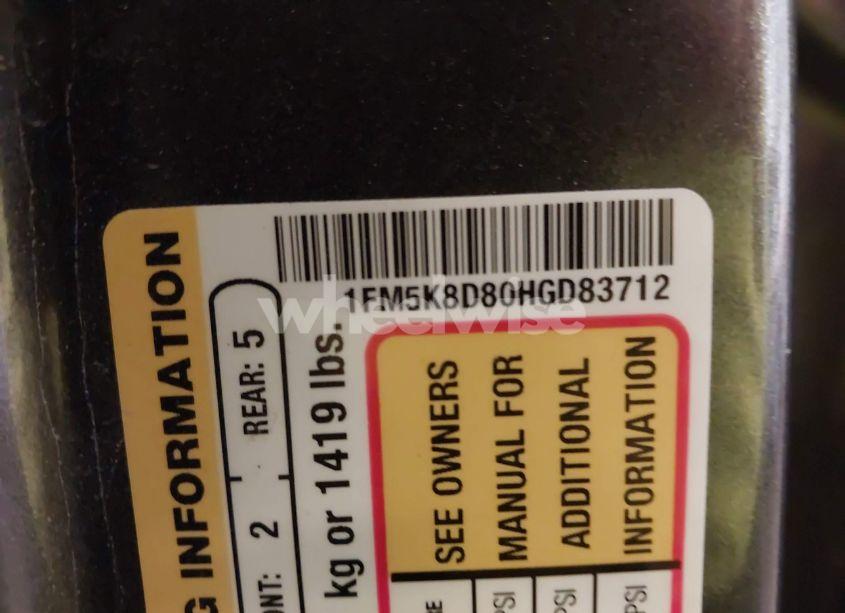 1FM5K8D80HGD83712
wheelwise
G INFORMATION
ONT: 2 REAR: 5
kg or 1419 lbs.
SEE OWNERS
MANUAL FOR
ADDITIONAL
INFORMATION
PSI
PSI
PSI